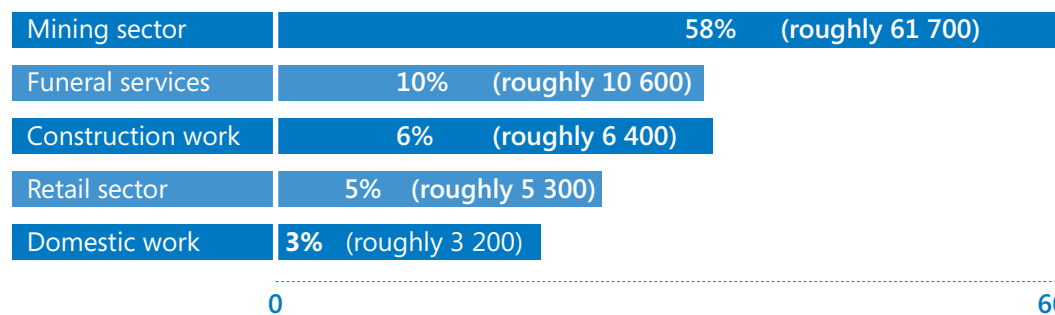 Mining sector 58% (roughly 61 700)
Funeral services 10% (roughly 10 600)
Construction work 6% (roughly 6 400)
Retail sector 5% (roughly 5 300)
Domestic work 3% (roughly 3 200)
0 60